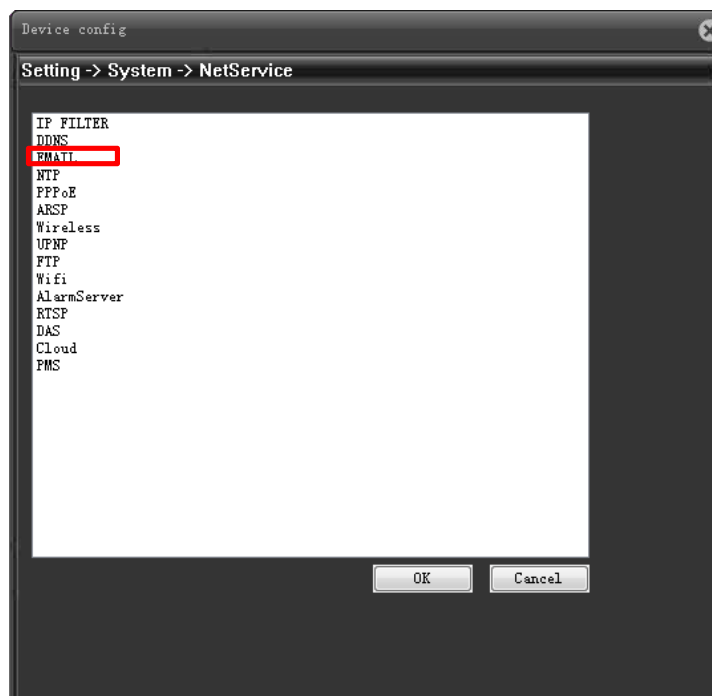 Device config
Setting -> System -> NetService
IP FILTER
DDNS
EMAIL
NTP
PPPoE
ARSP
Wireless
UPNP
FTP
Wifi
AlarmServer
RTSP
DAS
Cloud
PMS
OK
Cancel